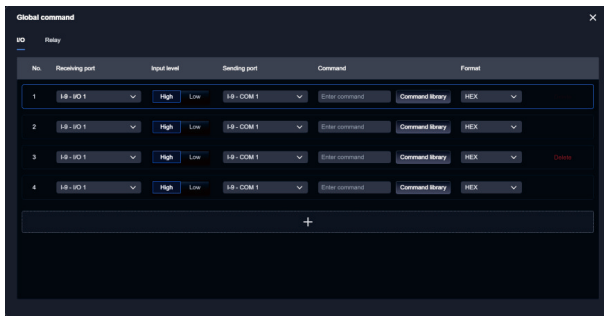 Global command
I/O Relay
No. Receiving port Input level Sending port Command Format
1 I-9 - I/O 1 High Low I-9 - COM 1 Enter command Command library HEX
2 I-9 - I/O 1 High Low I-9 - COM 1 Enter command Command library HEX
3 I-9 - I/O 1 High Low I-9 - COM 1 Enter command Command library HEX Delete
4 I-9 - I/O 1 High Low I-9 - COM 1 Enter command Command library HEX